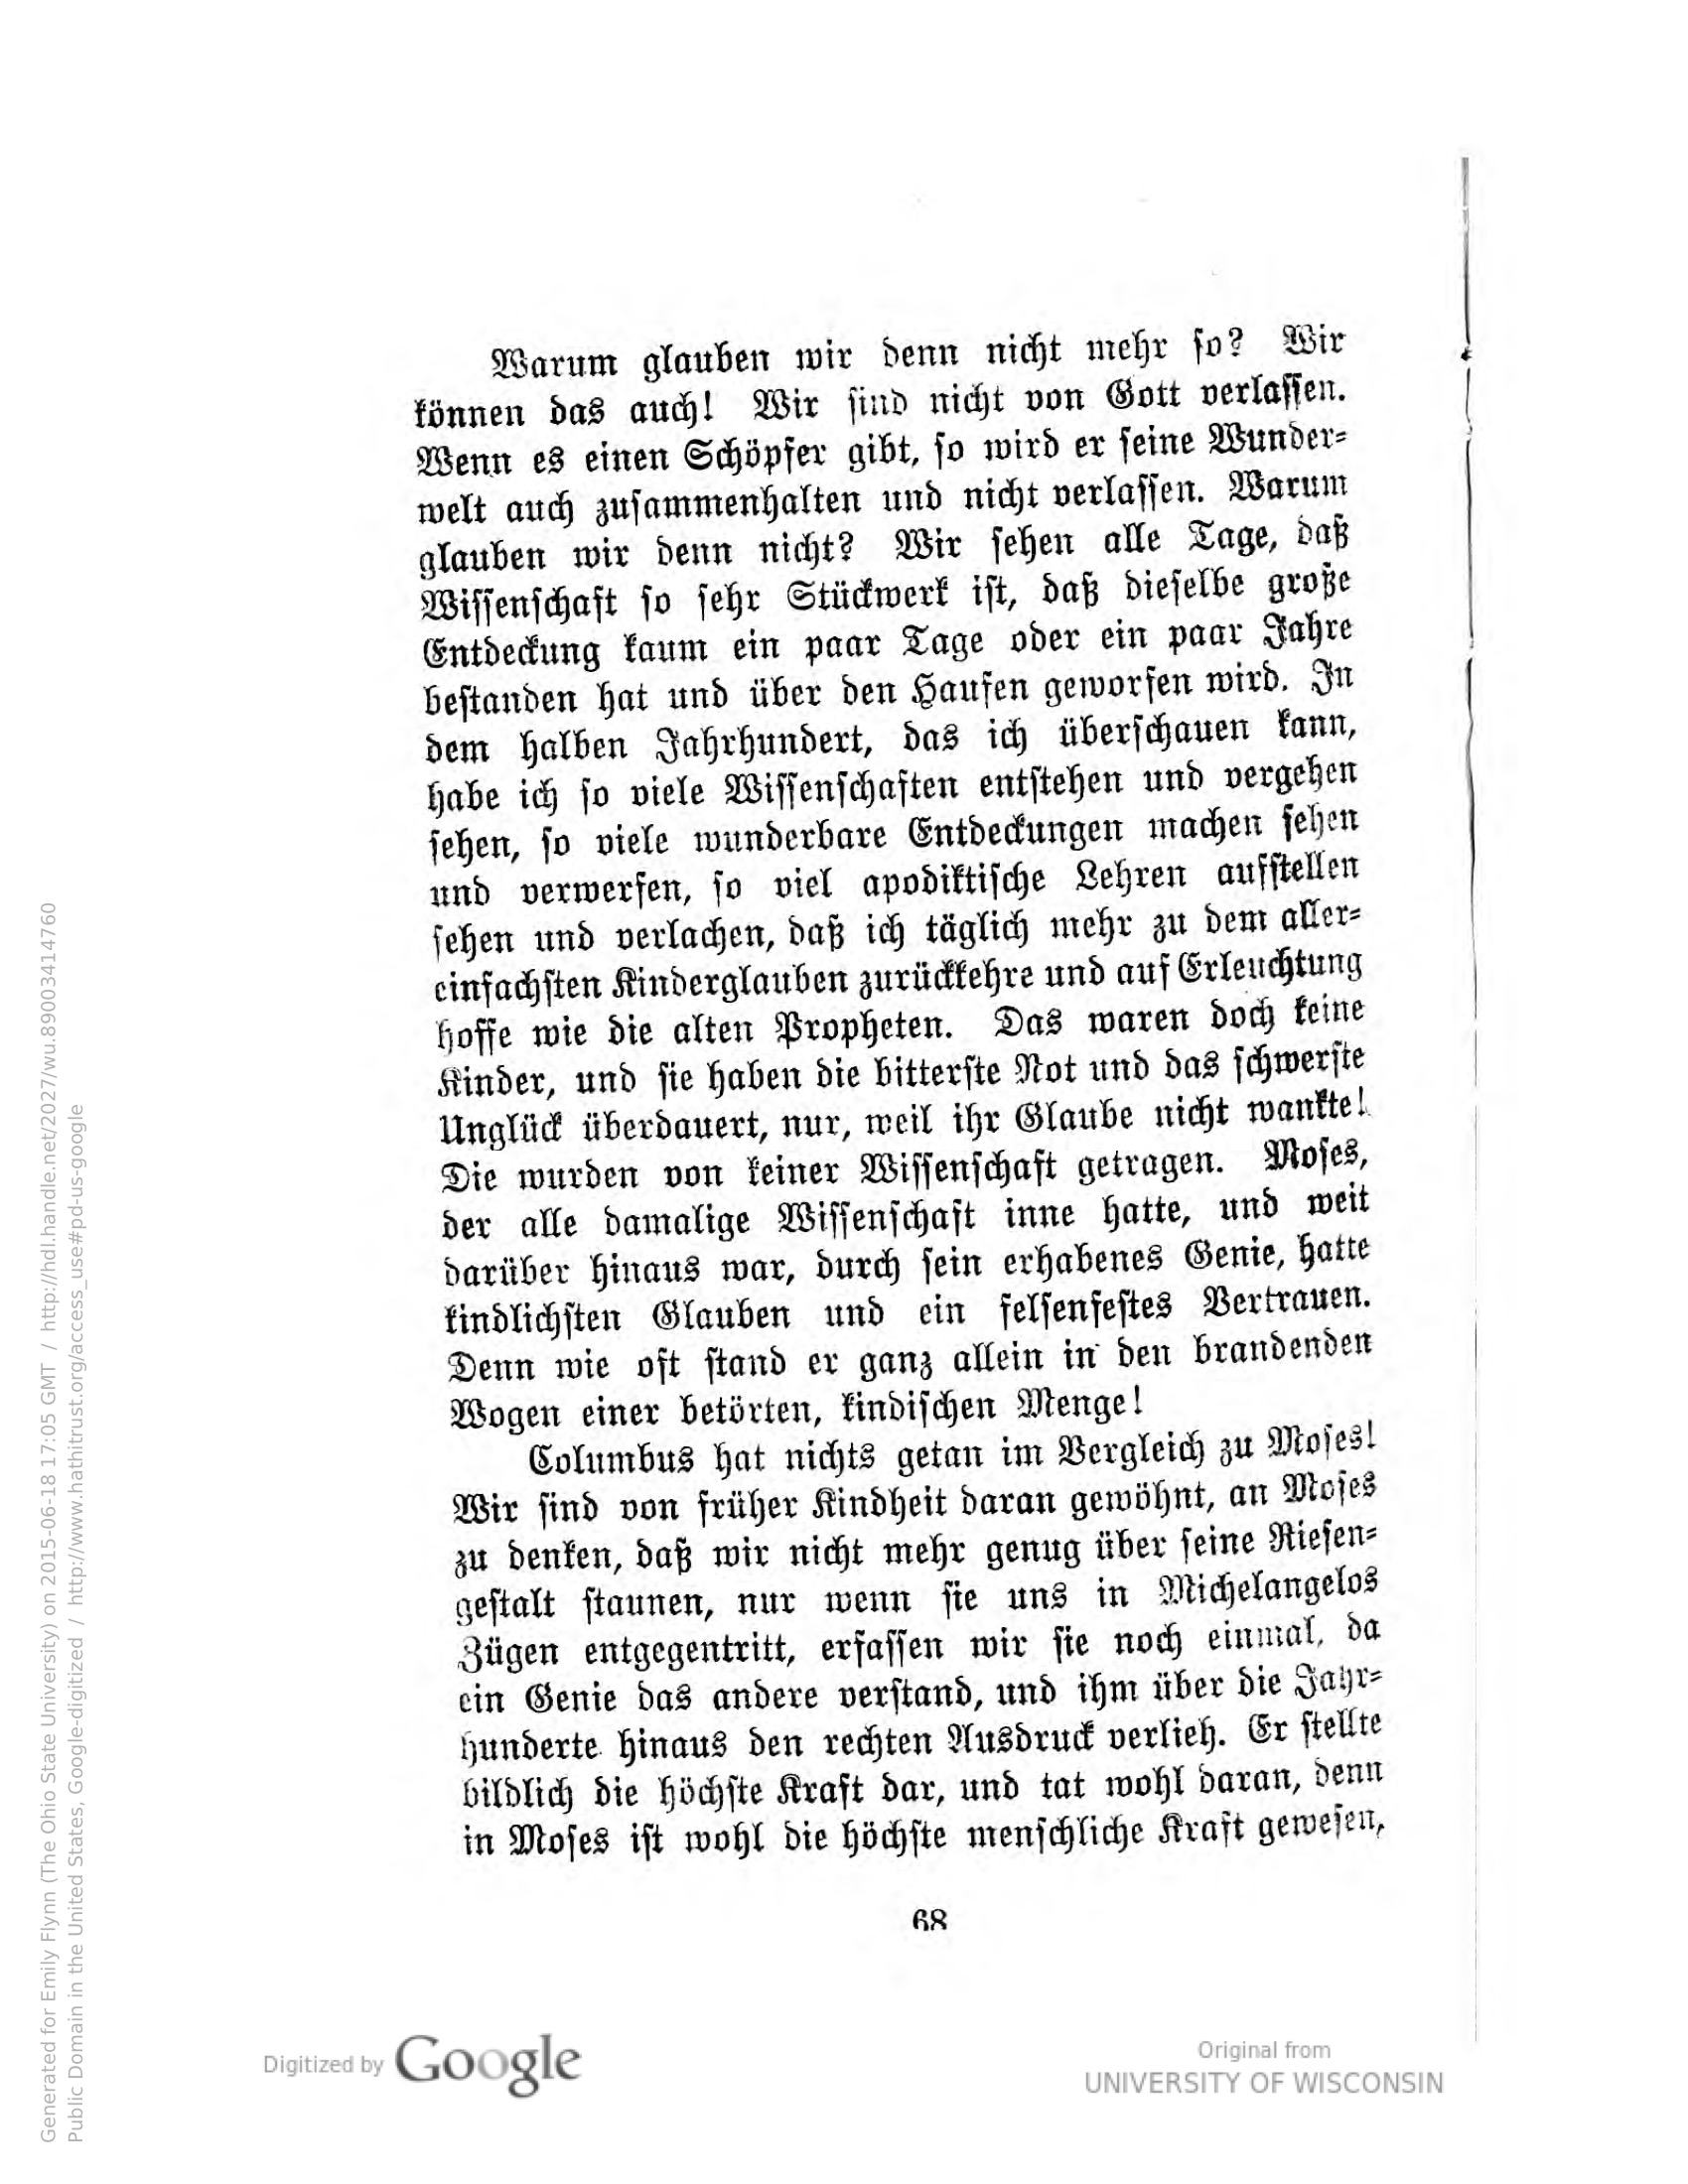 Warum glauben wir denn nicht mehr so? Wir
können das auch! Wir sind nicht von Gott verlassen.
Wenn es einen Schöpfer gibt, so wird er seine Wunder-
welt auch zusammenhalten und nicht verlassen. Warum
glauben wir denn nicht? Wir sehen alle Tage, daß
Wissenschaft so sehr Stückwerk ist, daß dieselbe große
Entdeckung kaum ein paar Tage oder ein paar Jahre
bestanden hat und über den Haufen geworfen wird. In
dem halben Jahrhundert, das ich überschauen kann,
habe ich so viele Wissenschaften entstehen und vergehen
sehen, so viele wunderbare Entdeckungen machen sehen
und verwerfen, so viel apodiktische Lehren aufstellen
sehen und verlachen, daß ich täglich mehr zu dem aller-
einfachsten Kinderglauben zurückkehre und auf Erleuchtung
hoffe wie die alten Propheten. Das waren doch keine
Kinder, und sie haben die bitterste Not und das schwerste
Unglück überdauert, nur, weil ihr Glaube nicht wankte!
Die wurden von keiner Wissenschaft getragen. Moses,
der alle damalige Wissenschaft inne hatte, und weit
darüber hinaus war, durch sein erhabenes Genie, hatte
kindlichsten Glauben und ein felsenfestes Vertrauen.
Denn wie oft stand er ganz allein in den brandenden
Wogen einer betörten, kindischen Menge!
Columbus hat nichts getan im Vergleich zu Moses!
Wir sind von früher Kindheit daran gewöhnt, an Moses
zu denken, daß wir nicht mehr genug über seine Riesen-
gestalt staunen, nur wenn sie uns in Michelangelos
Zügen entgegentritt, erfassen wir sie noch einmal, da
ein Genie das andere verstand, und ihm über die Jahr-
hunderte hinaus den rechten Ausdruck verlieh. Er stellte
bildlich die höchste Kraft dar, und tat wohl daran, denn
in Moses ist wohl die höchste menschliche Kraft gewesen,
68
Digitized by Google
Original from
UNIVERSITY OF WISCONSIN
Generated for Emily Flynn (The Ohio State University) on 2015-06-18 17:05 GMT / http://hdl.handle.net/2027/wu.89003414760
Public Domain in the United States, Google-digitized / http://www.hathitrust.org/access_use#pd-us-google